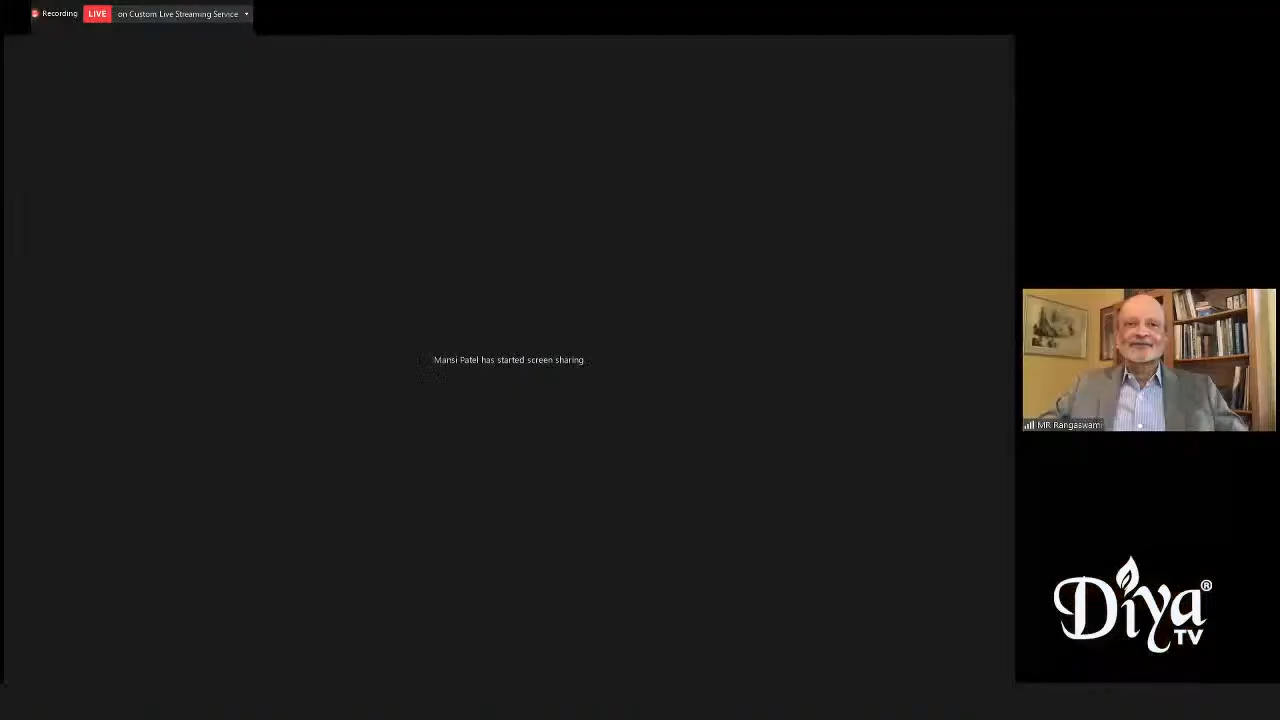 Recording LIVE on Custom Live Streaming Service
Mansi Patel has started screen sharing
MR Rangaswami
Diya®
TV